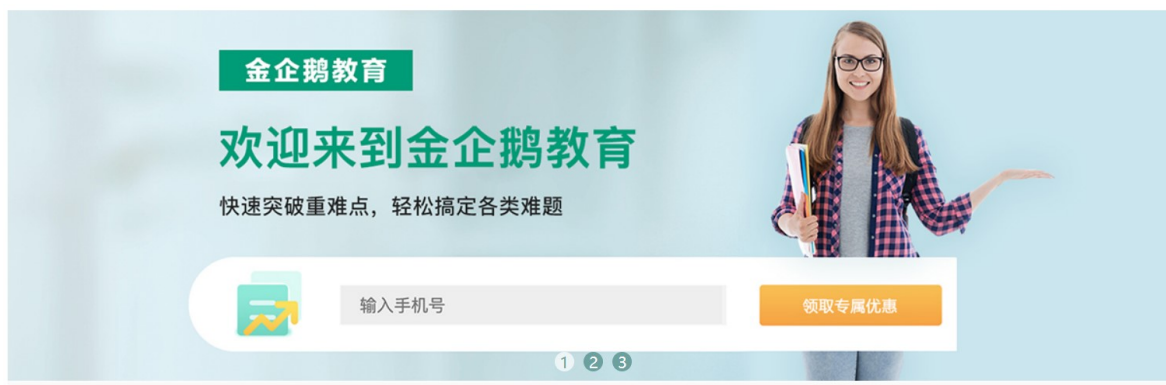 金企鹅教育
欢迎来到金企鹅教育
快速突破重难点，轻松搞定各类难题
输入手机号
领取专属优惠
1 2 3